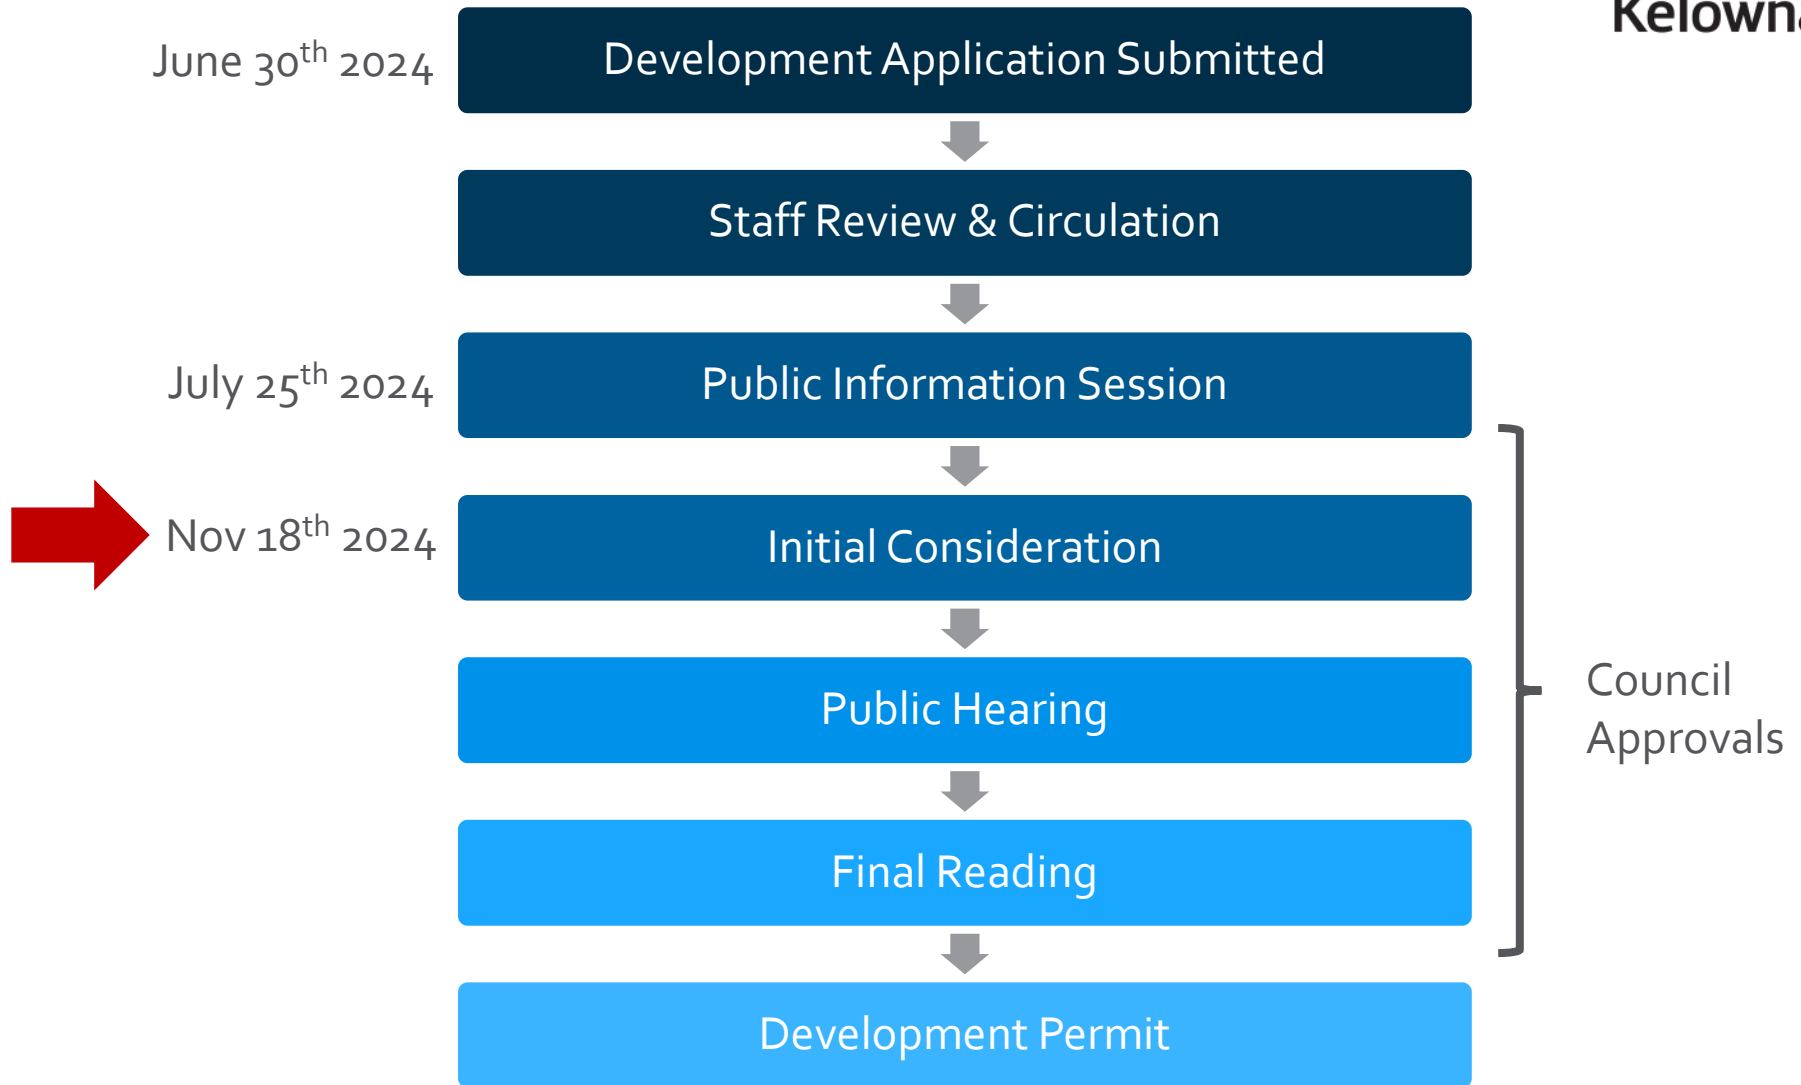 Kelowna
June 30th 2024
Development Application Submitted
Staff Review & Circulation
July 25th 2024
Public Information Session
Nov 18th 2024
Initial Consideration
Public Hearing
Council
Approvals
Final Reading
Development Permit